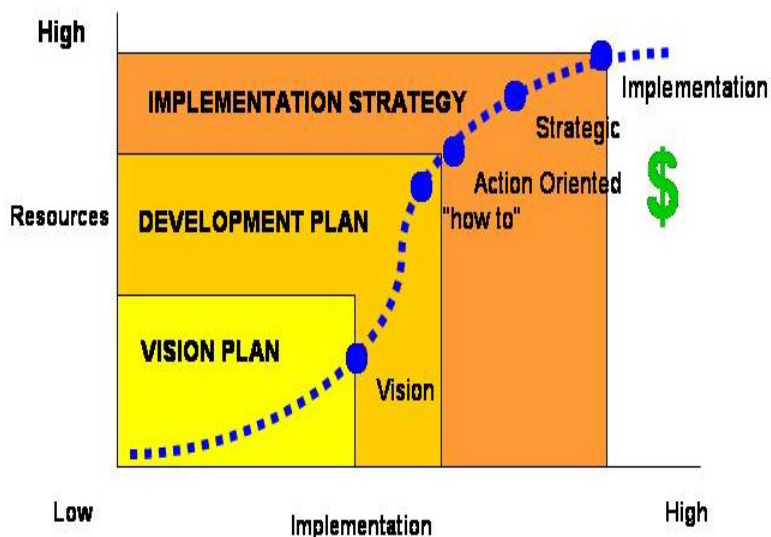 High
IMPLEMENTATION STRATEGY
Implementation
Strategic
Action Oriented
"how to"
$
Resources
DEVELOPMENT PLAN
VISION PLAN
Vision
Low
Implementation
High